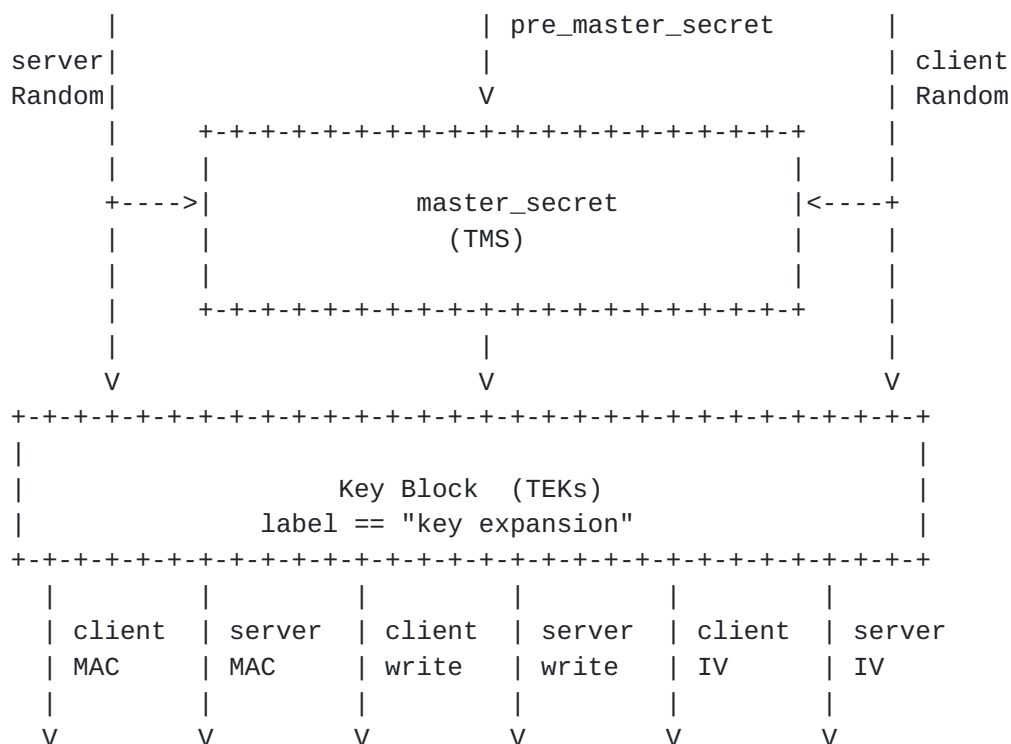 pre_master_secret
server client
Random Random
master_secret
(TMS)
Key Block (TEKs)
label == "key expansion"
client server client server client server
MAC MAC write write IV IV